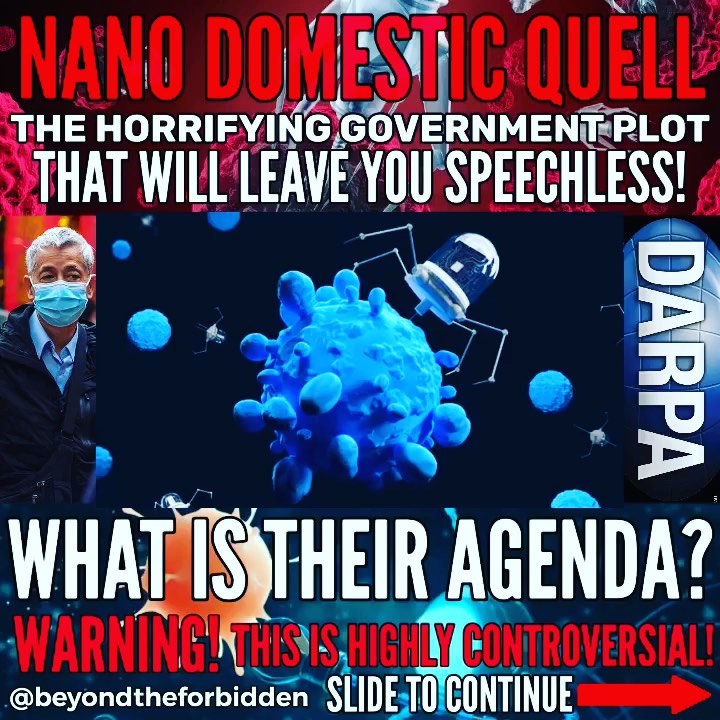 NANO DOMESTIC QUELL
THE HORRIFYING GOVERNMENT PLOT
THAT WILL LEAVE YOU SPEECHLESS!
DARPA
WHAT IS THEIR AGENDA?
WARNING! THIS IS HIGHLY CONTROVERSIAL!
@beyondtheforbidden SLIDE TO CONTINUE